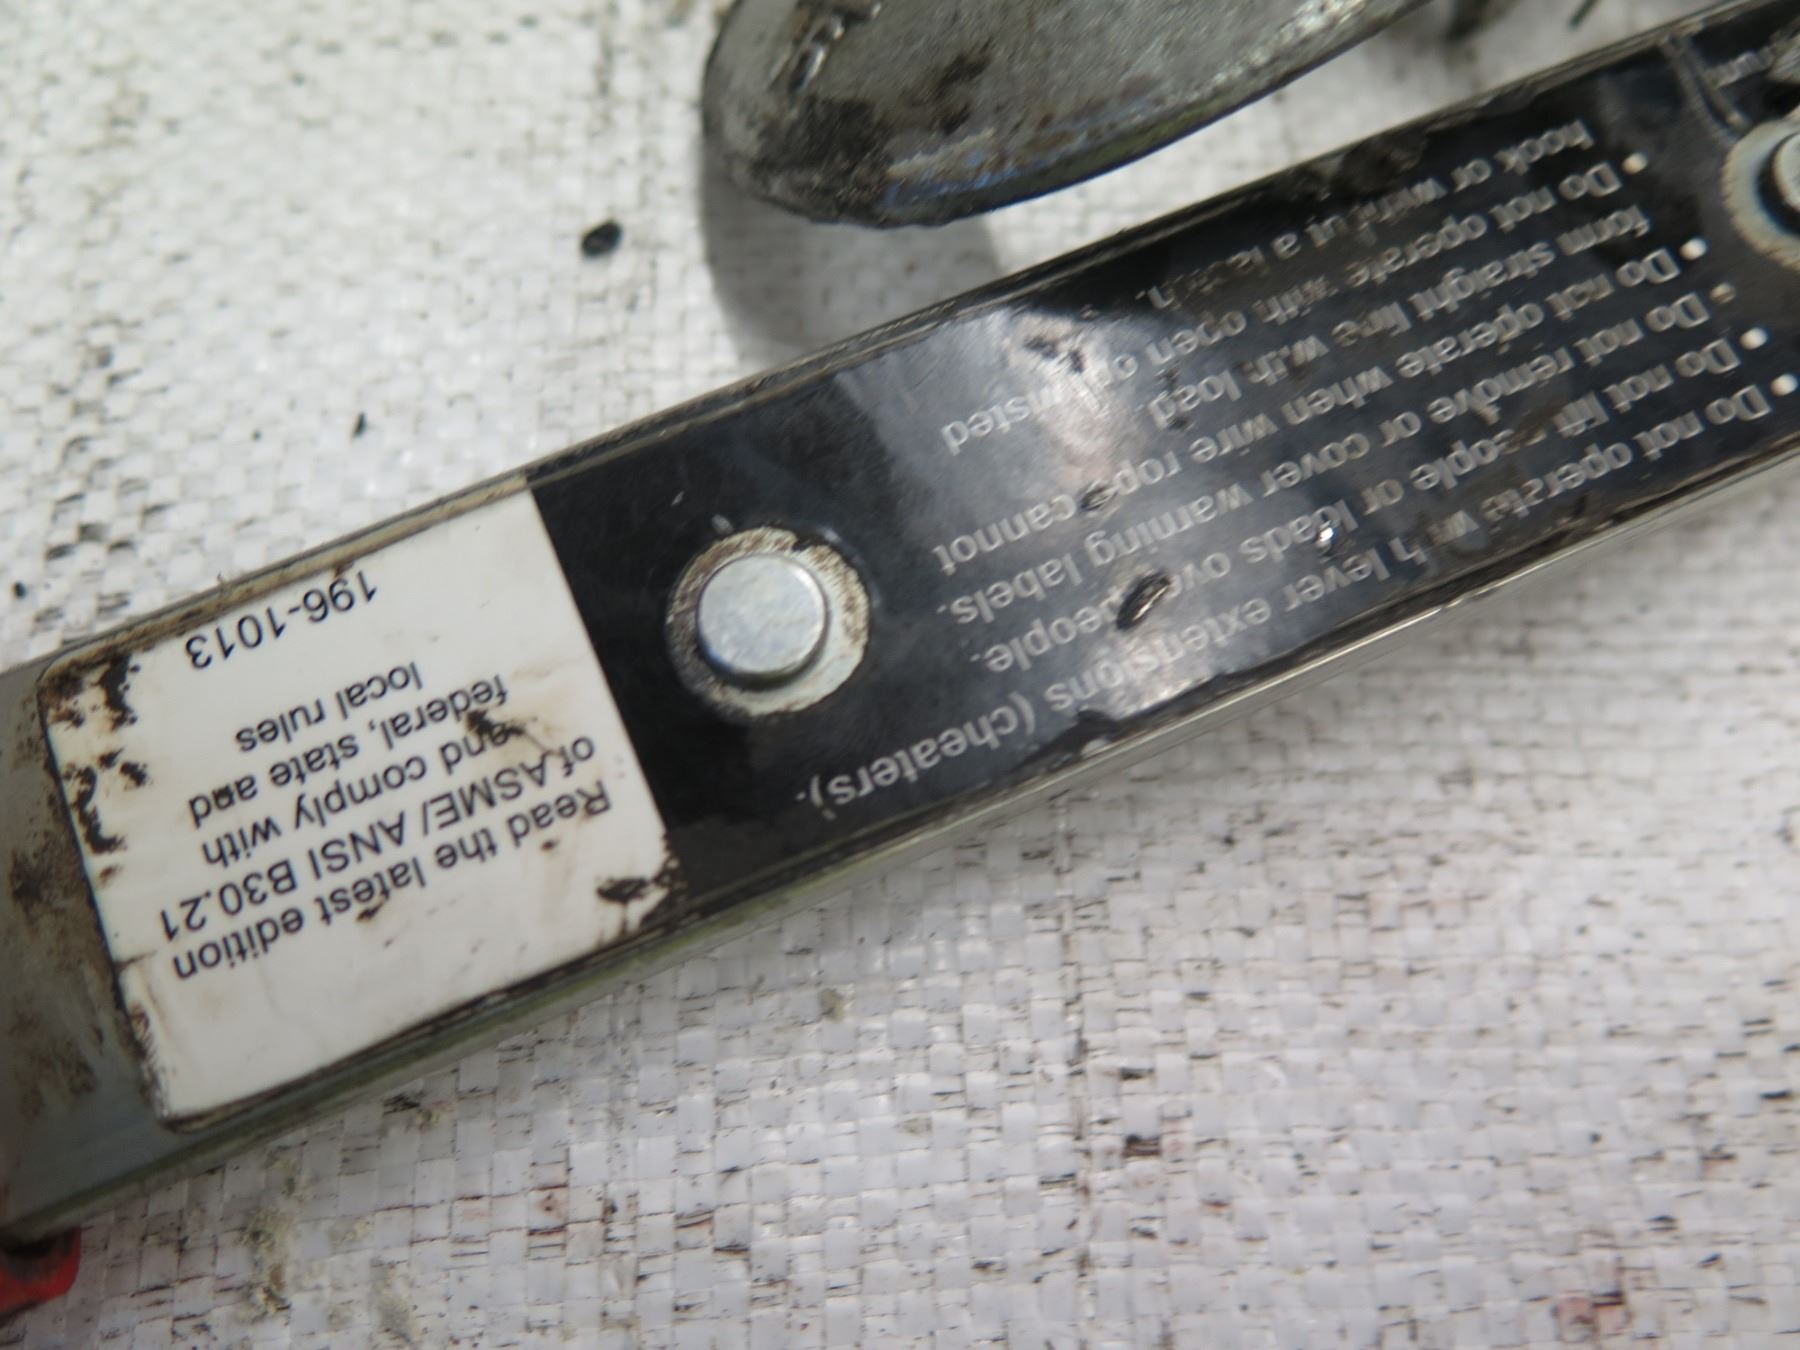 • Do not operate with lever extensions (cheaters).
• Do not lift people or loads over people.
• Do not remove or cover warning labels.
• Do not operate when wire rope cannot
form straight line with load.
• Do not operate with open or twisted
hook or without a latch.
Read the latest edition
of ASME/ ANSI B30.21
and comply with
federal, state and
local rules
196-1013